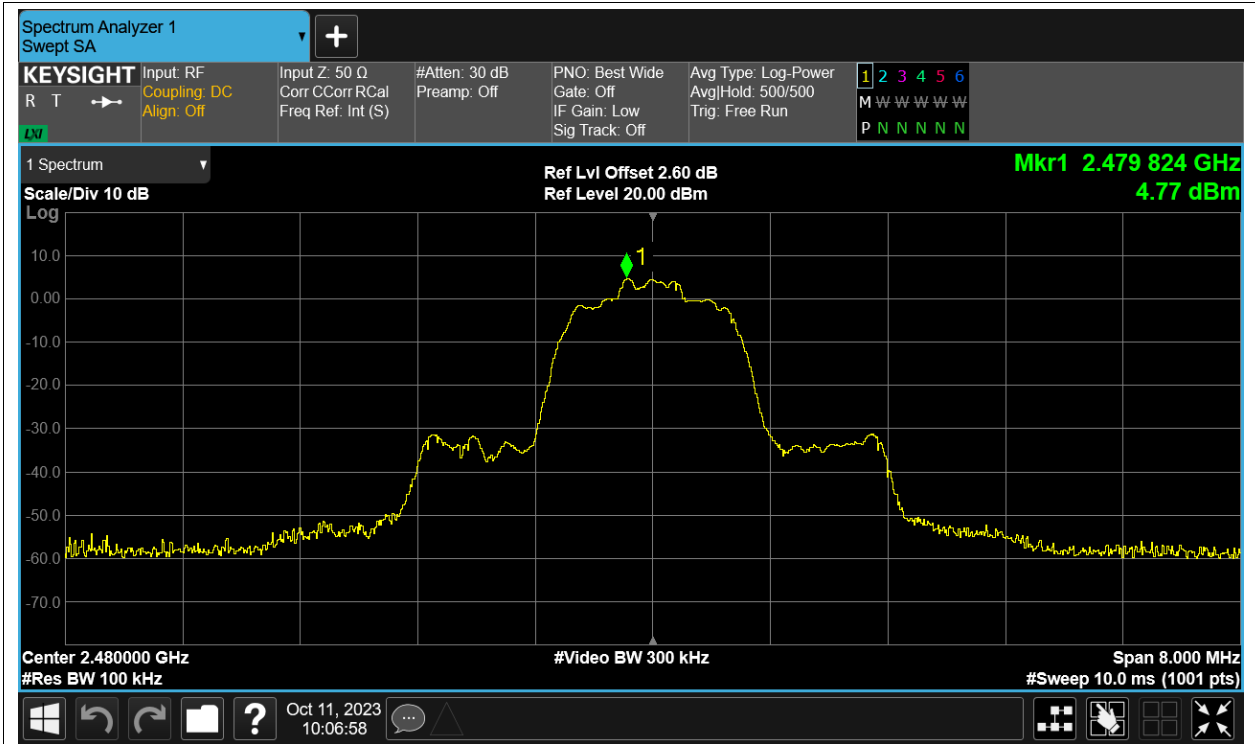 Spectrum Analyzer 1
Swept SA
+
KEYSIGHT
R T
LXI
Input: RF
Coupling: DC
Align: Off
Input Z: 50 Ω
Corr CCorr RCal
Freq Ref: Int (S)
#Atten: 30 dB
Preamp: Off
PNO: Best Wide
Gate: Off
IF Gain: Low
Sig Track: Off
Avg Type: Log-Power
Avg|Hold: 500/500
Trig: Free Run
1 2 3 4 5 6
M W W W W W
P N N N N N
1 Spectrum
Scale/Div 10 dB
Ref Lvl Offset 2.60 dB
Ref Level 20.00 dBm
Mkr1 2.479 824 GHz
4.77 dBm
Log
10.0
0.00
-10.0
-20.0
-30.0
-40.0
-50.0
-60.0
-70.0
1
Center 2.480000 GHz
#Res BW 100 kHz
#Video BW 300 kHz
Span 8.000 MHz
#Sweep 10.0 ms (1001 pts)
?
Oct 11, 2023
10:06:58